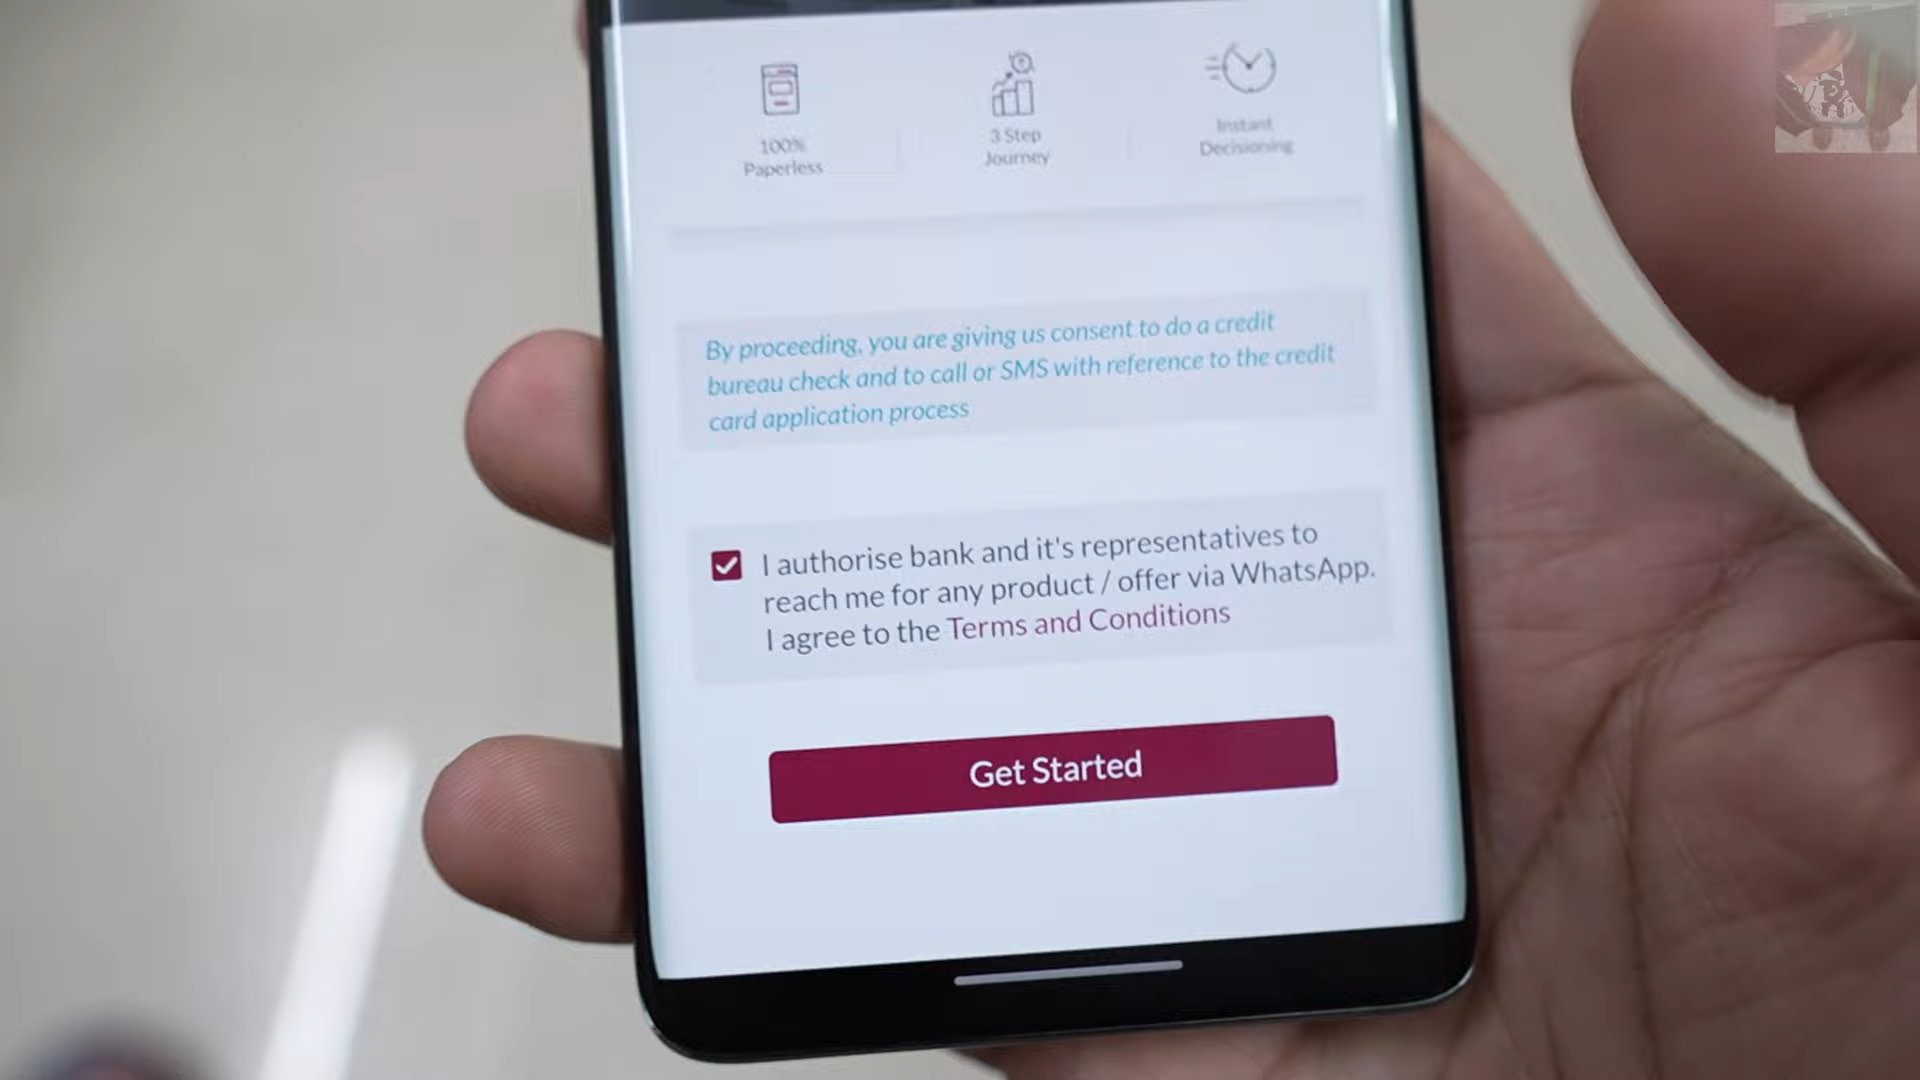 100%
Paperless
3 Step
Journey
Instant
Decisioning
By proceeding, you are giving us consent to do a credit
bureau check and to call or SMS with reference to the credit
card application process
I authorise bank and it's representatives to
reach me for any product / offer via WhatsApp.
I agree to the Terms and Conditions
Get Started